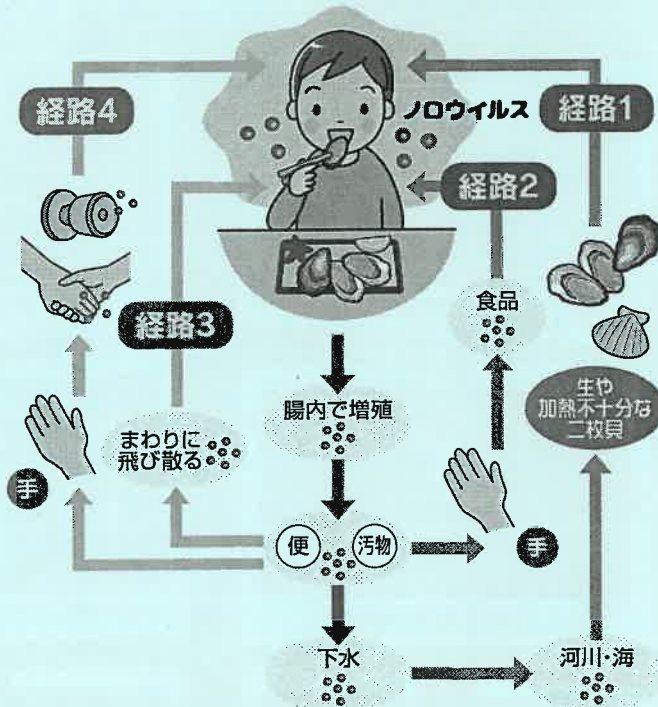 経路4
ノロウイルス
経路1
経路2
経路3
食品
生や
加熱不十分な
二枚貝
腸内で増殖
まわりに
飛び散る
手
便
汚物
手
下水
河川・海